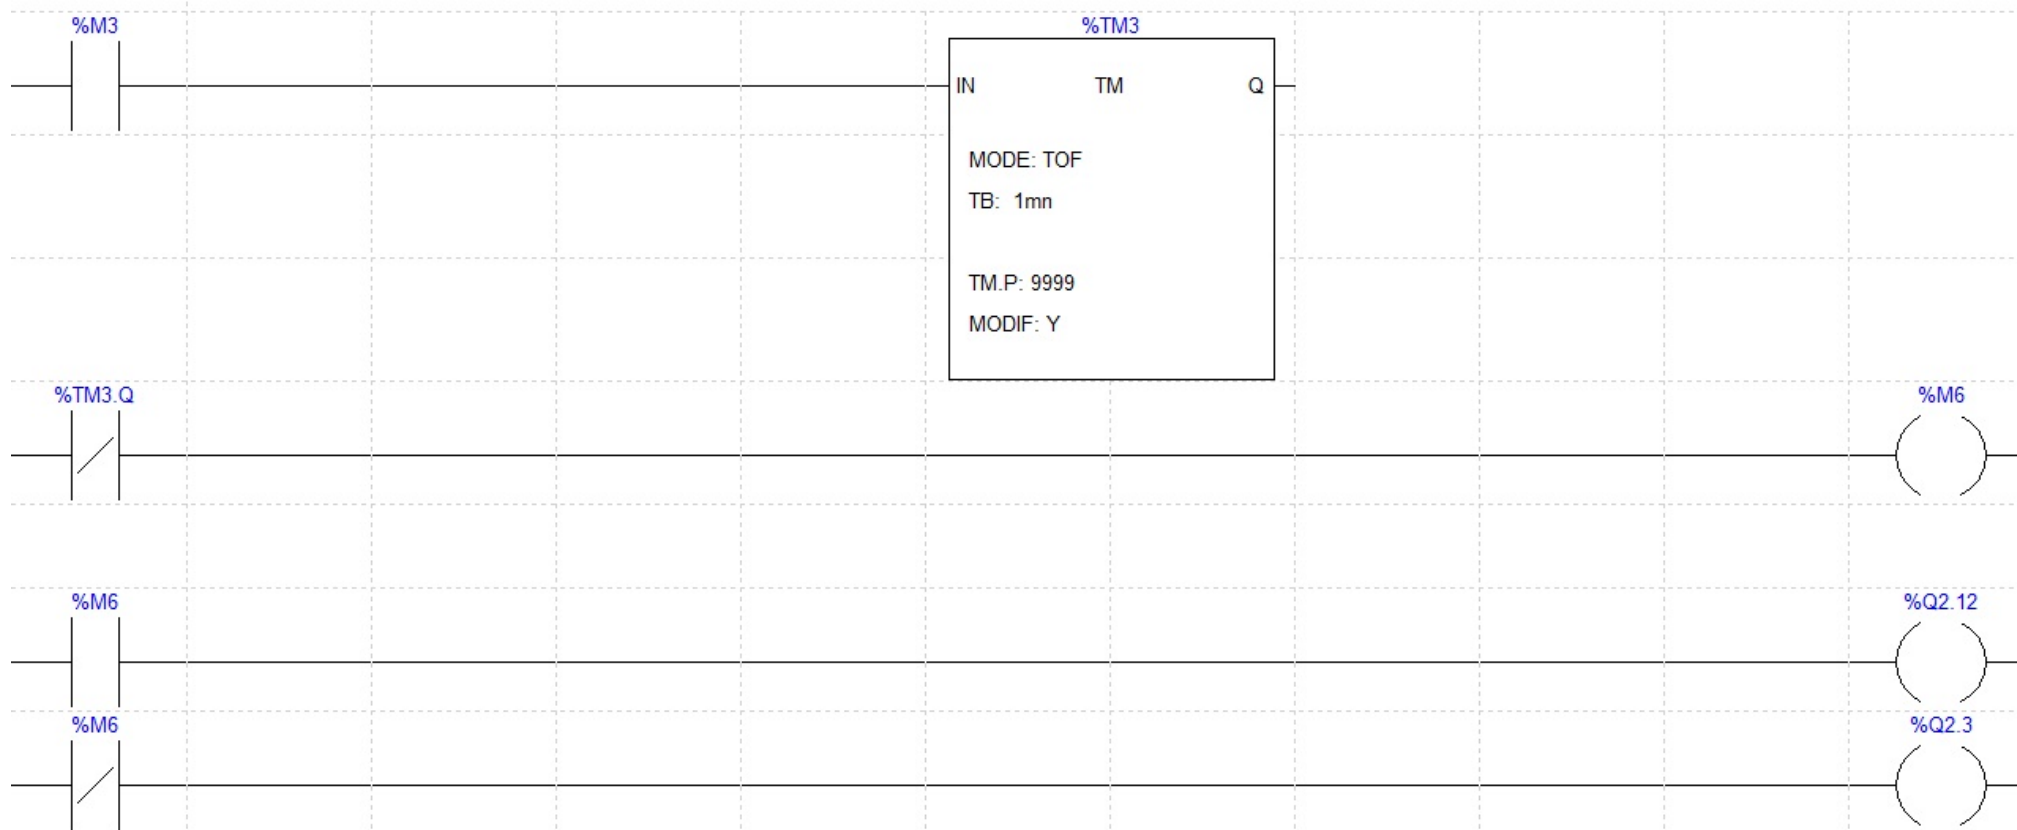 %M3
%TM3
IN TM Q
MODE: TOF
TB: 1mn
TM.P: 9999
MODIF: Y
%TM3.Q
%M6
%M6
%Q2.12
%M6
%Q2.3